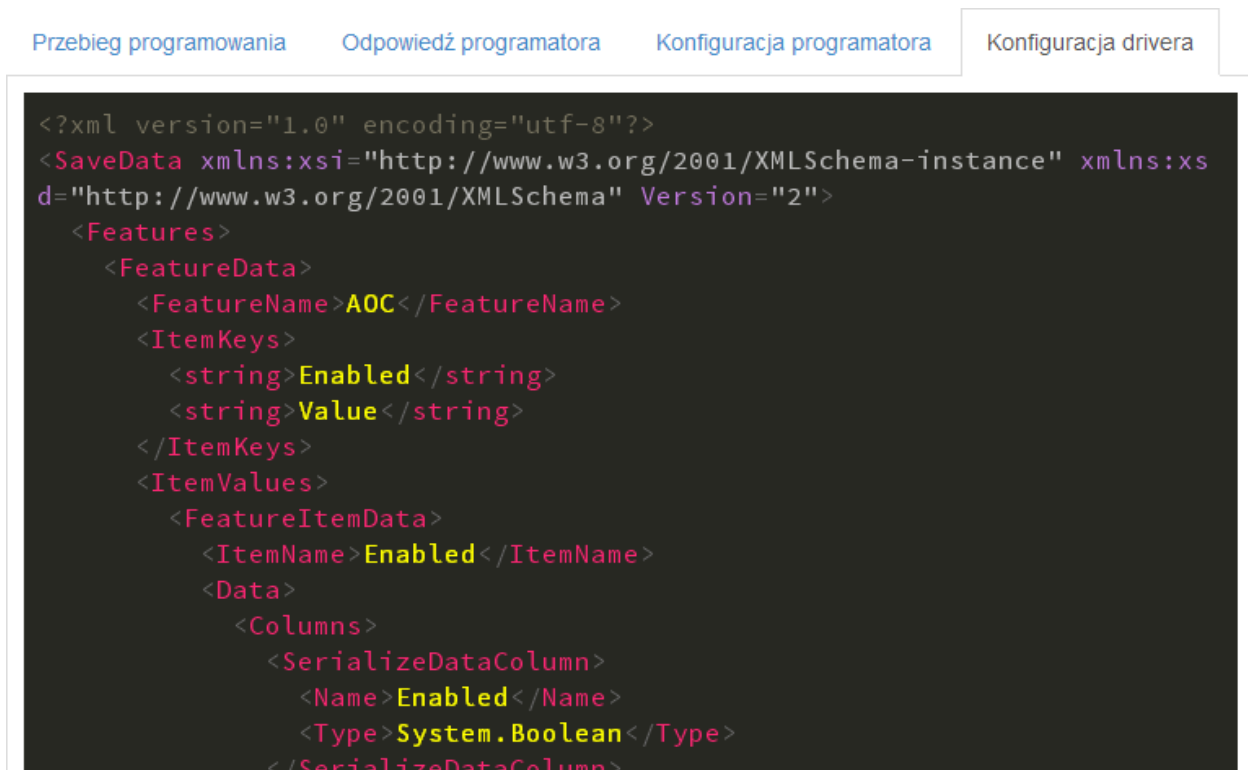 Przebieg programowania Odpowiedź programatora Konfiguracja programatora Konfiguracja drivera
<?xml version="1.0" encoding="utf-8"?>
<SaveData xmlns:xsi="http://www.w3.org/2001/XMLSchema-instance" xmlns:xs
d="http://www.w3.org/2001/XMLSchema" Version="2">
<Features>
<FeatureData>
<FeatureName>AOC</FeatureName>
<ItemKeys>
<string>Enabled</string>
<string>Value</string>
</ItemKeys>
<ItemValues>
<FeatureItemData>
<ItemName>Enabled</ItemName>
<Data>
<Columns>
<SerializeDataColumn>
<Name>Enabled</Name>
<Type>System.Boolean</Type>
</SerializeDataColumn>